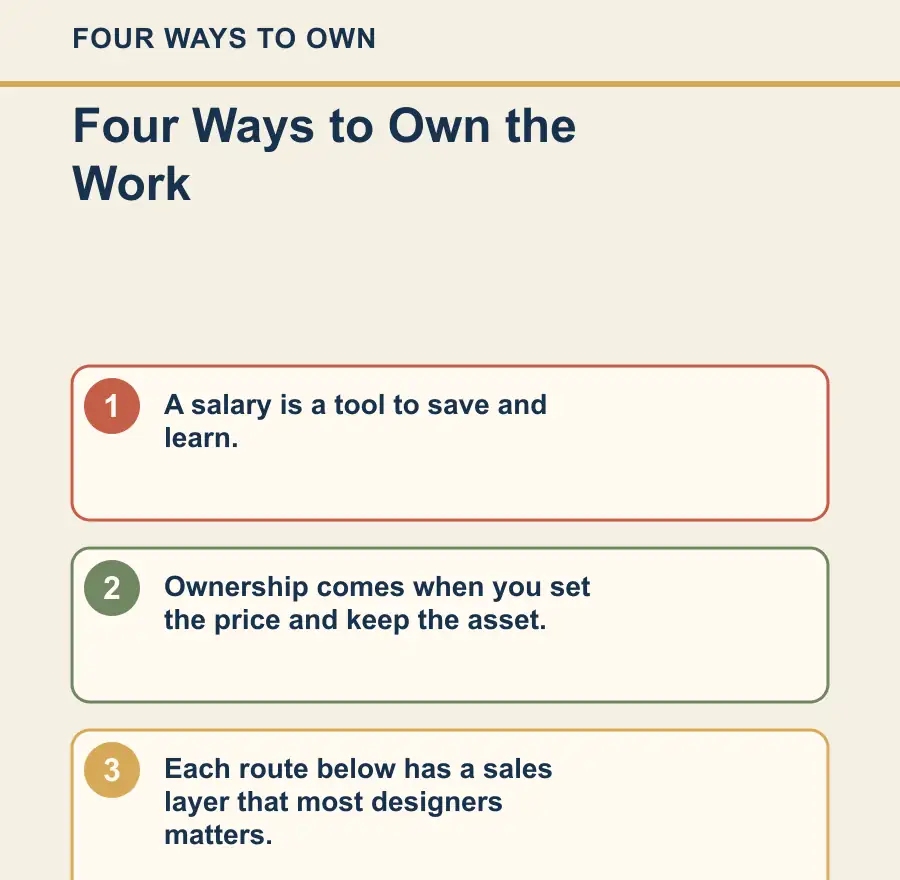 FOUR WAYS TO OWN
Four Ways to Own the
Work
1
A salary is a tool to save and
learn.
2
Ownership comes when you set
the price and keep the asset.
3
Each route below has a sales
layer that most designers
matters.